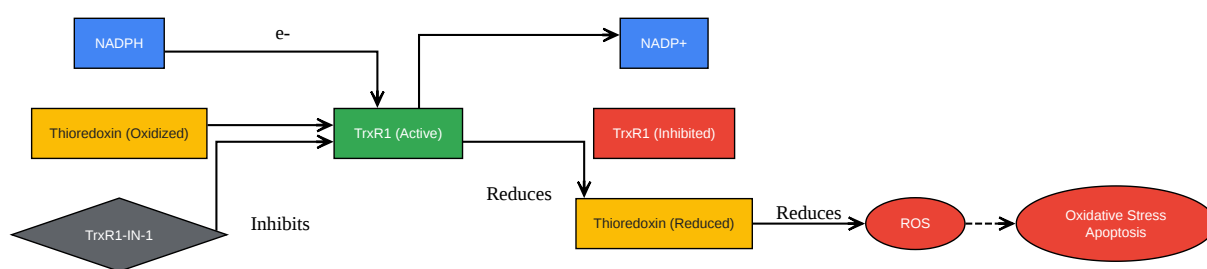 NADPH
e-
NADP+
Thioredoxin (Oxidized)
TrxR1 (Active)
TrxR1 (Inhibited)
TrxR1-IN-1
Inhibits
Reduces
Thioredoxin (Reduced)
Reduces
ROS
Oxidative Stress
Apoptosis